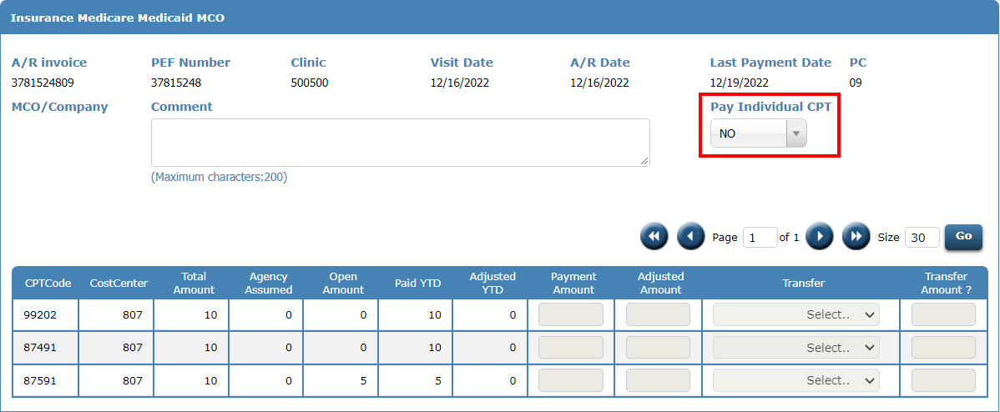 Insurance Medicare Medicaid MCO
A/R invoice PEF Number Clinic Visit Date A/R Date Last Payment Date PC
3781524809 37815248 500500 12/16/2022 12/16/2022 12/19/2022 09
MCO/Company Comment Pay Individual CPT
NO
(Maximum characters:200)
Page 1 of 1 Size 30 Go
CPTCode CostCenter Total Amount Agency Assumed Open Amount Paid YTD Adjusted YTD Payment Amount Adjusted Amount Transfer Transfer Amount ?
99202 807 10 0 0 10 0 Select..
87491 807 10 0 0 10 0 Select..
87591 807 10 0 5 5 0 Select..